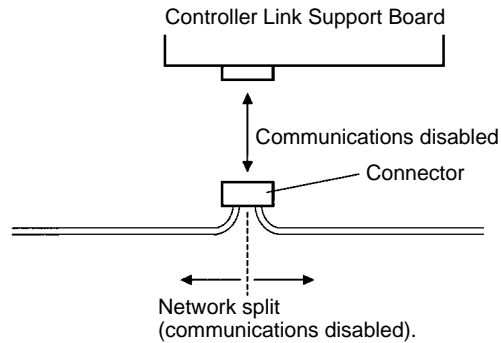 Controller Link Support Board
Communications disabled
Connector
Network split
(communications disabled).